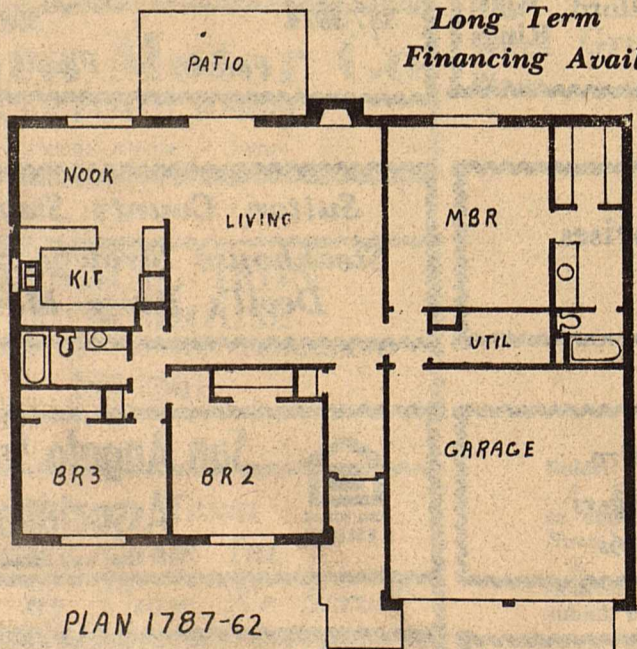 Long Term
Financing Avail
PATIO
NOOK
LIVING
MBR
KIT
UTIL
GARAGE
BR3
BR2
PLAN 1787-62